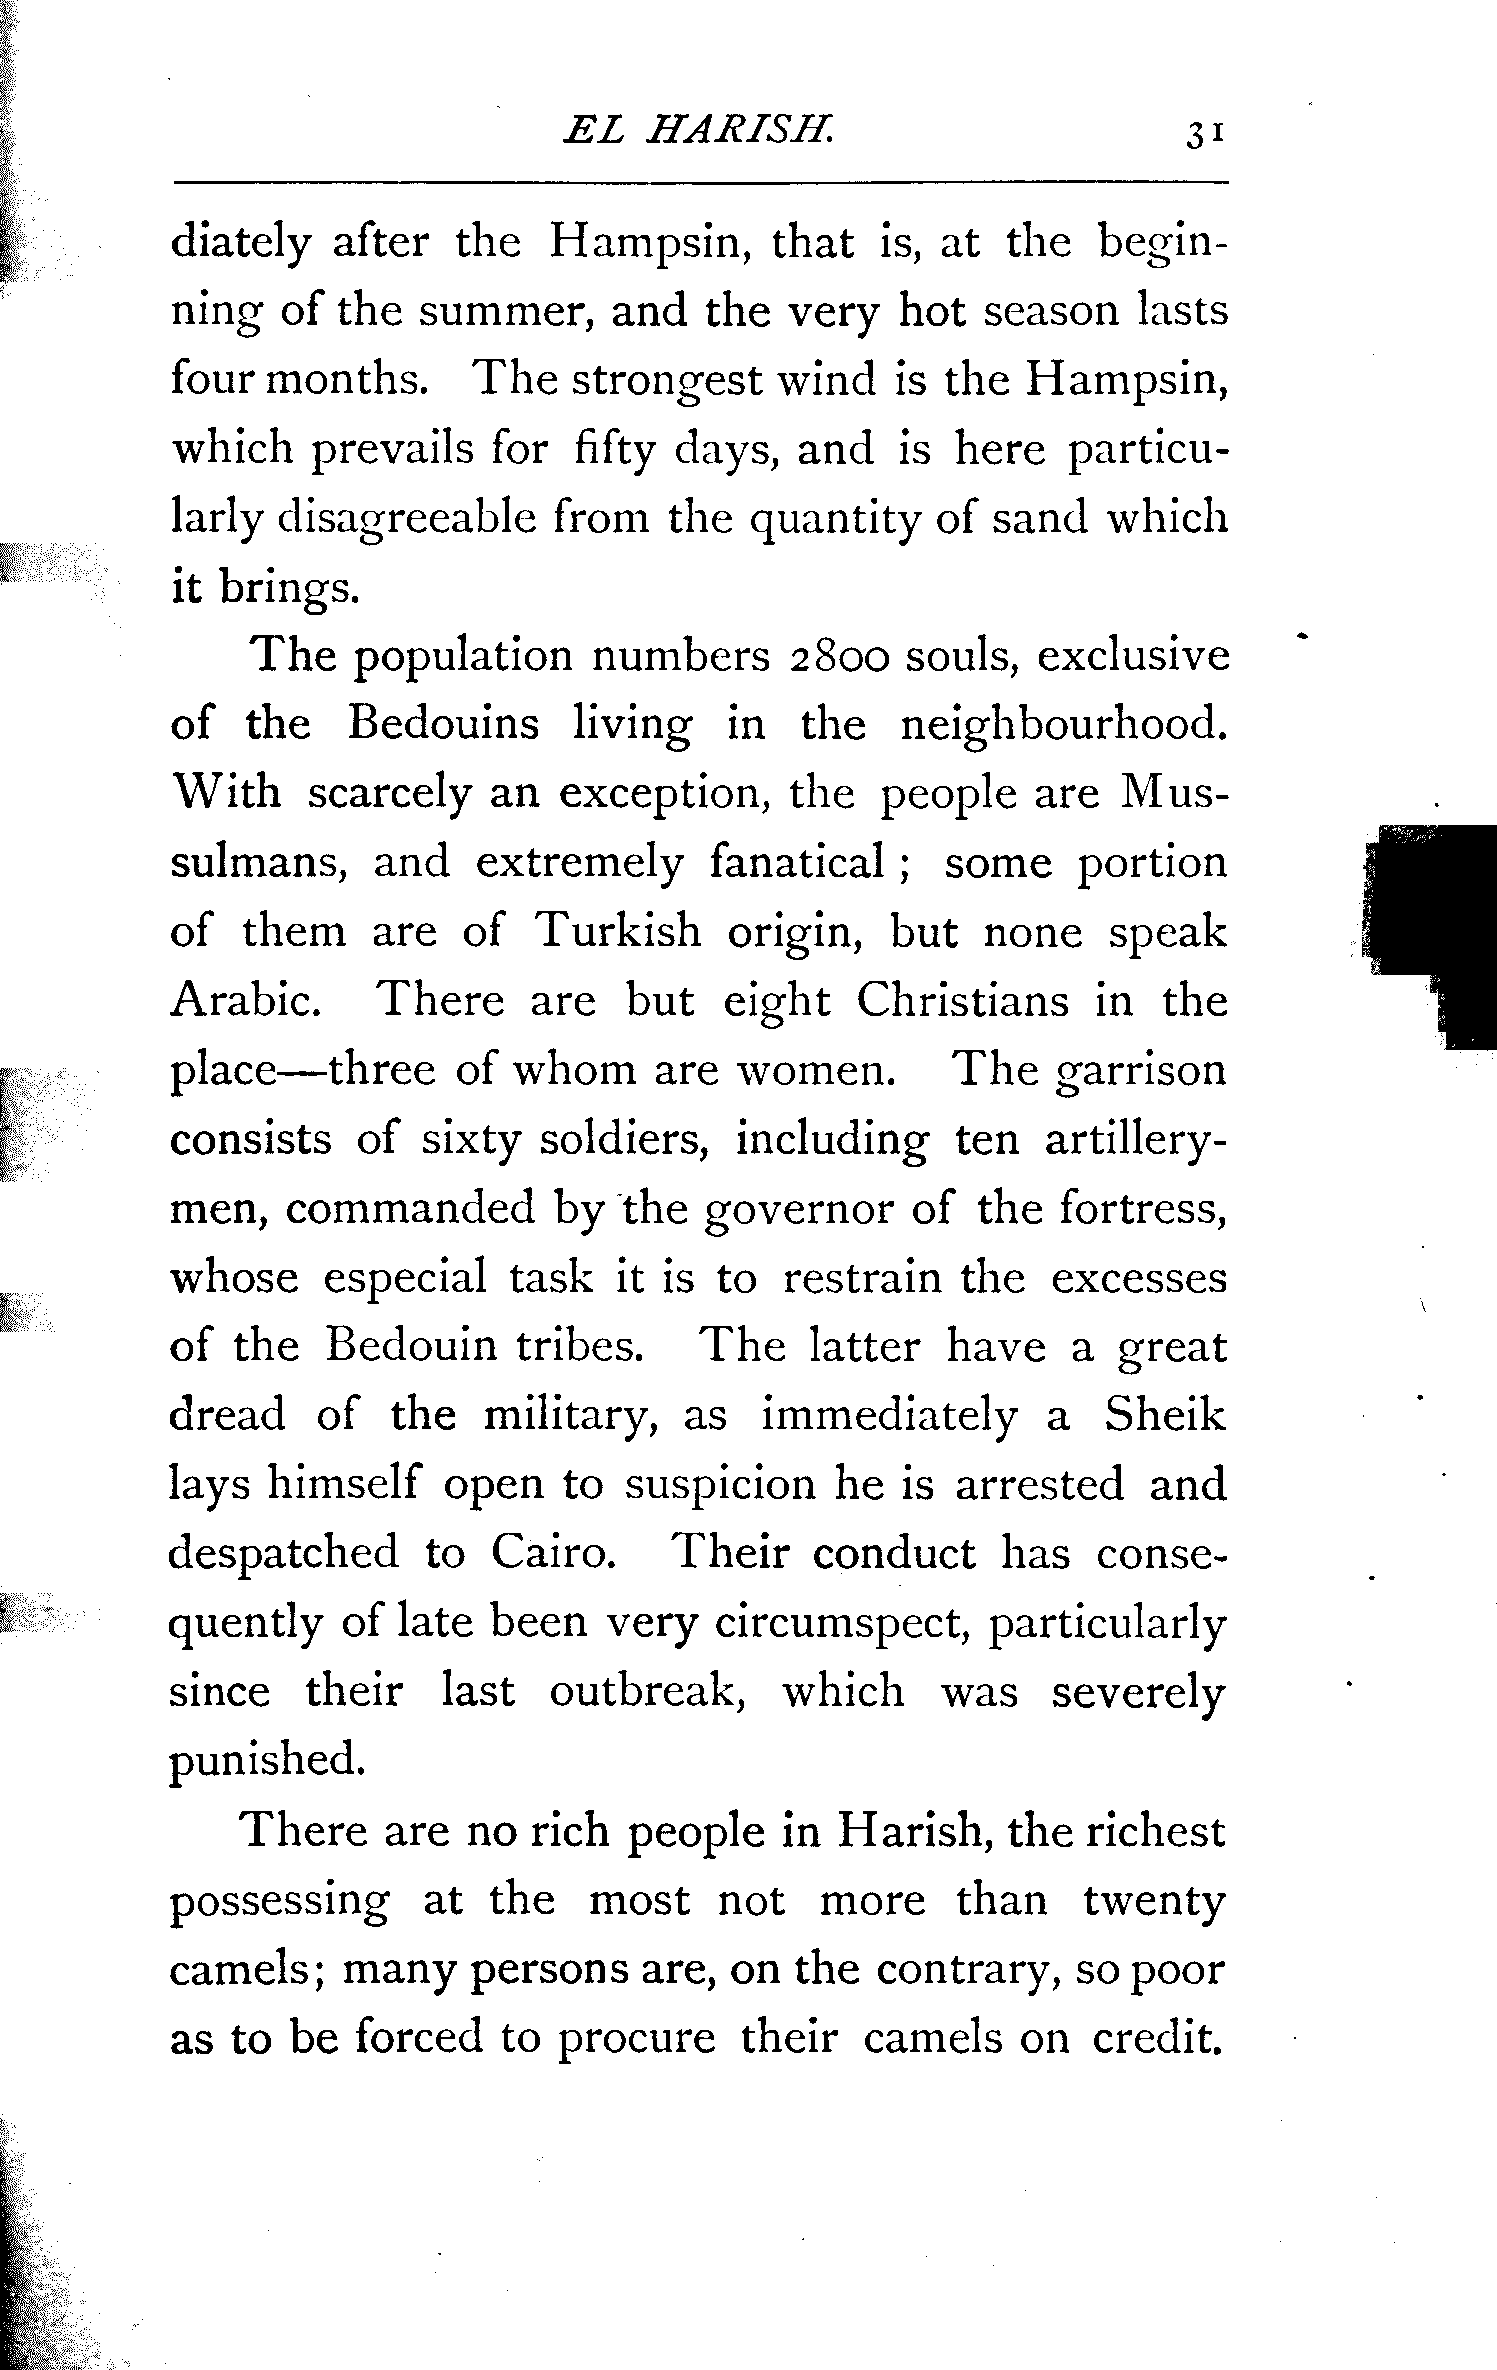 EL HARISH. 31
diately after the Hampsin, that is, at the begin-
ning of the summer, and the very hot season lasts
four months. The strongest wind is the Hampsin,
which prevails for fifty days, and is here particu-
larly disagreeable from the quantity of sand which
it brings.
The population numbers 2800 souls, exclusive
of the Bedouins living in the neighbourhood.
With scarcely an exception, the people are Mus-
sulmans, and extremely fanatical ; some portion
of them are of Turkish origin, but none speak
Arabic. There are but eight Christians in the
place—three of whom are women. The garrison
consists of sixty soldiers, including ten artillery-
men, commanded by the governor of the fortress,
whose especial task it is to restrain the excesses
of the Bedouin tribes. The latter have a great
dread of the military, as immediately a Sheik
lays himself open to suspicion he is arrested and
despatched to Cairo. Their conduct has conse-
quently of late been very circumspect, particularly
since their last outbreak, which was severely
punished.
There are no rich people in Harish, the richest
possessing at the most not more than twenty
camels; many persons are, on the contrary, so poor
as to be forced to procure their camels on credit.